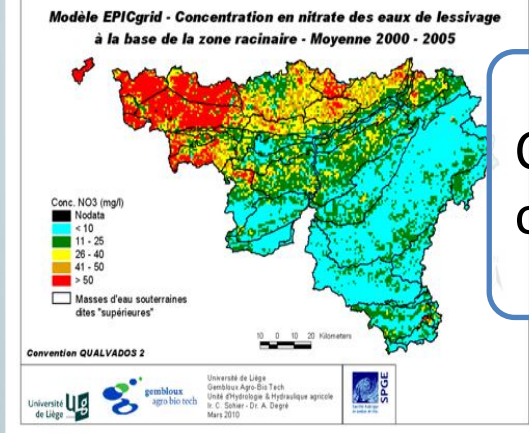 Modèle EPICgrid - Concentration en nitrate des eaux de lessivage
à la base de la zone racinaire - Moyenne 2000 - 2005
Conc. NO3 (mg/l)
Nodata
< 10
11 - 25
26 - 40
41 - 50
> 50
Masses d'eau souterraines
dites "supérieures"
10 0 10 20 Kilometers
Convention QUALVADOS 2
Université
de Liège
gembloux
agro bio tech
Université de Liège
Gembloux Agro-Bio Tech
Unité d'Hydrologie & Hydraulique agricole
Ir. C. Sohier - Dr. A. Degré
Mars 2010
SPGE